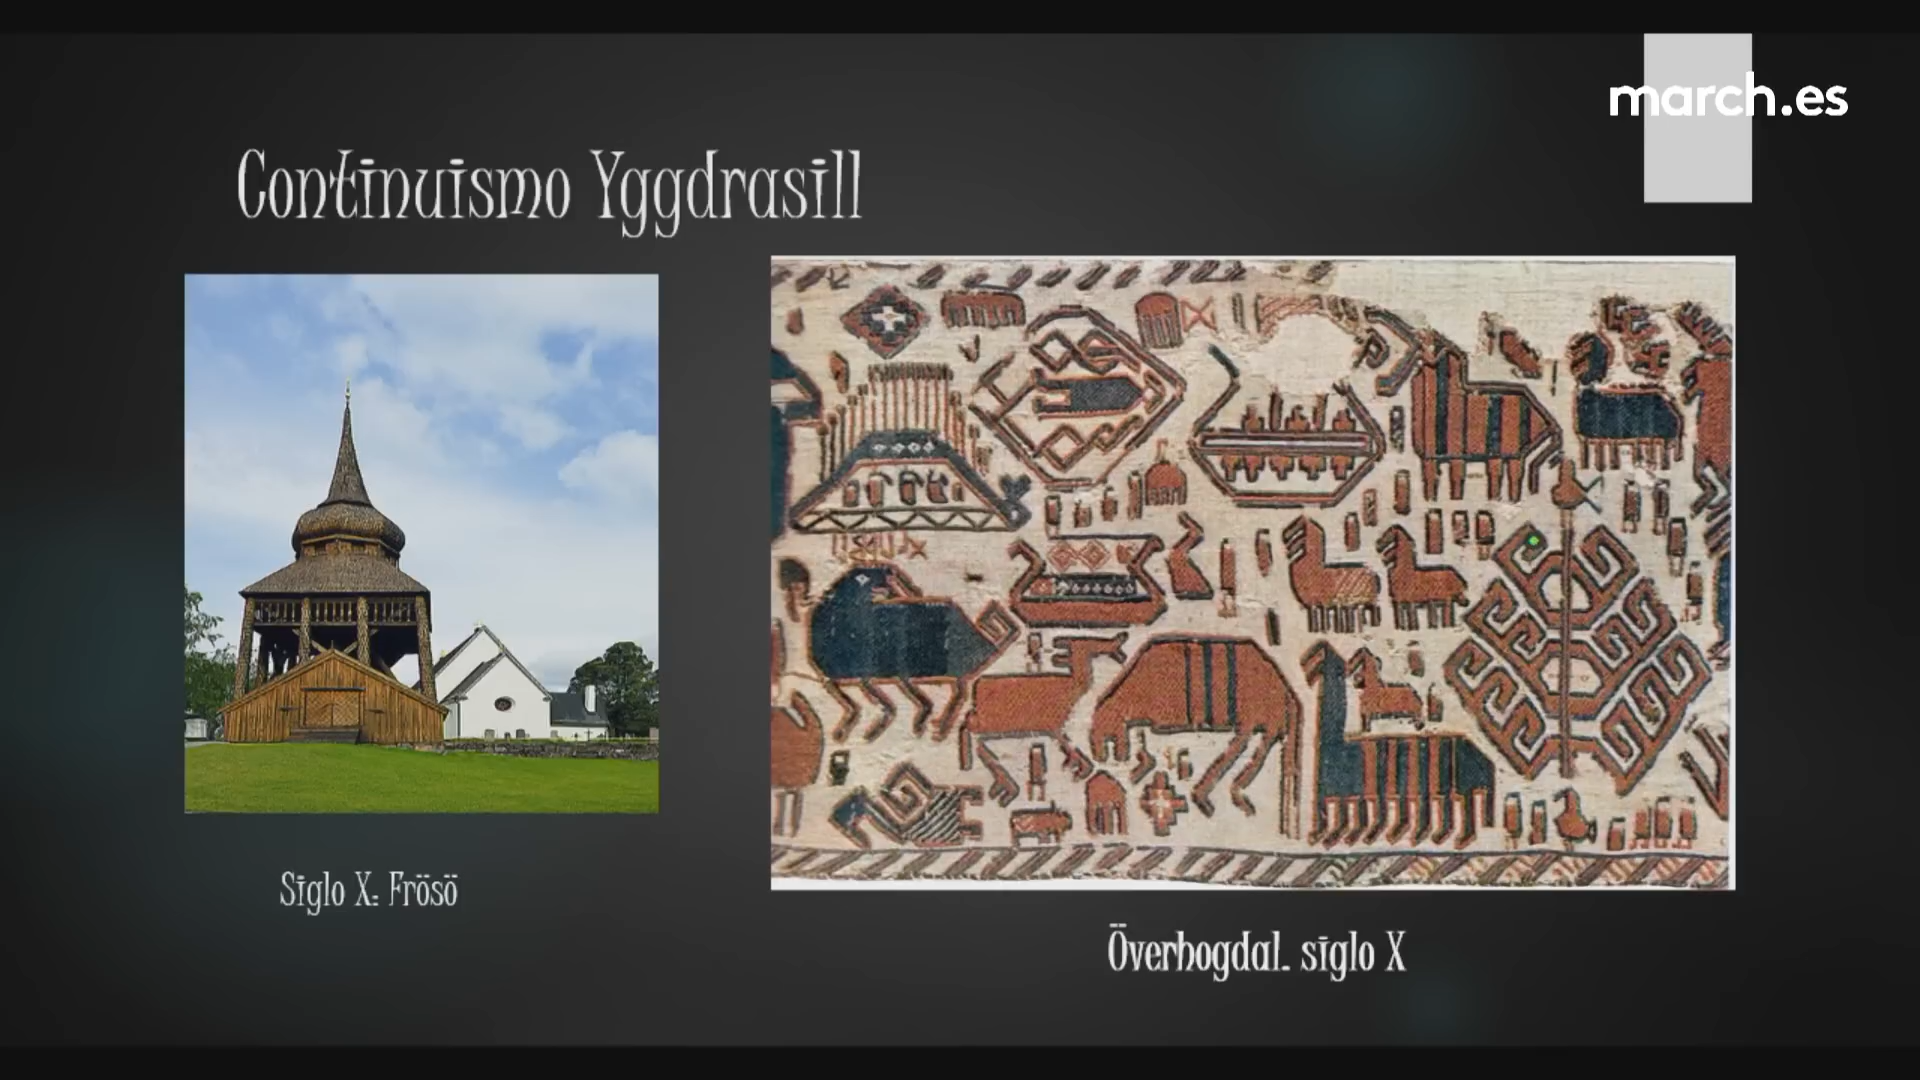 march.es
Continuismo Yggdrasill
Siglo X: Frösö
Överhogdal. siglo X